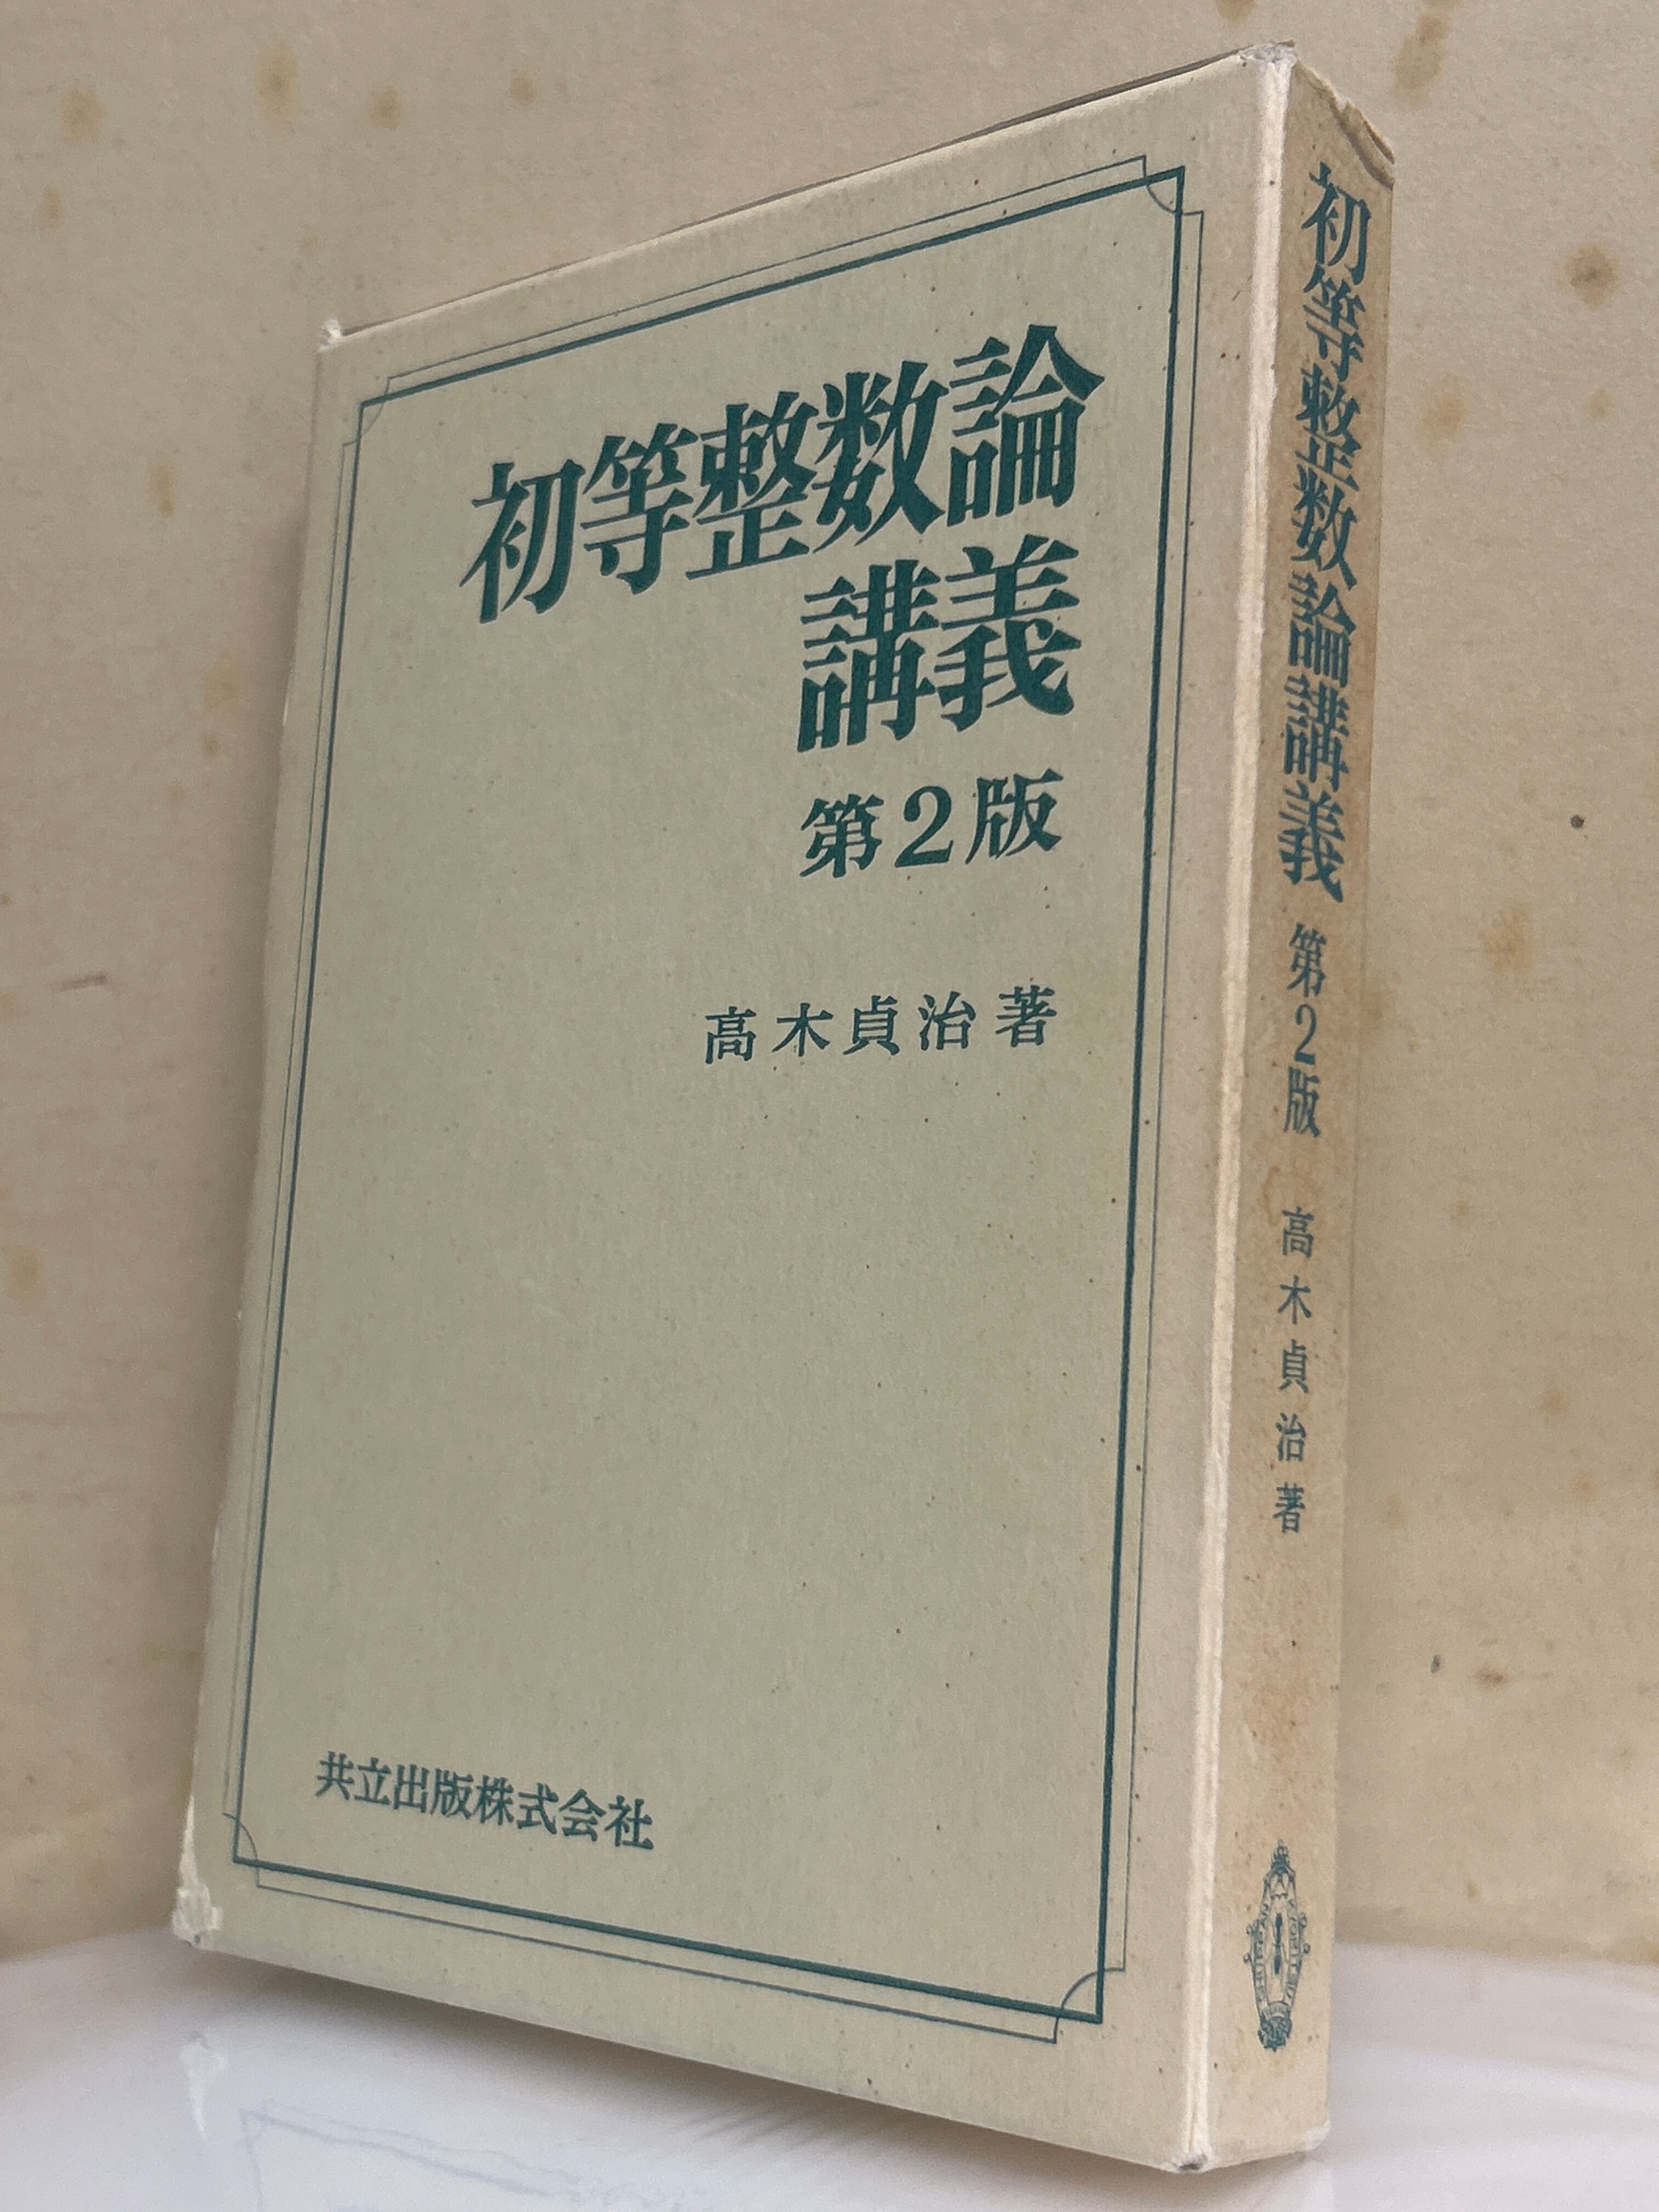 初等整数論
講義
第2版
高木貞治著
共立出版株式会社
初等整数論講義 第2版 高木貞治著